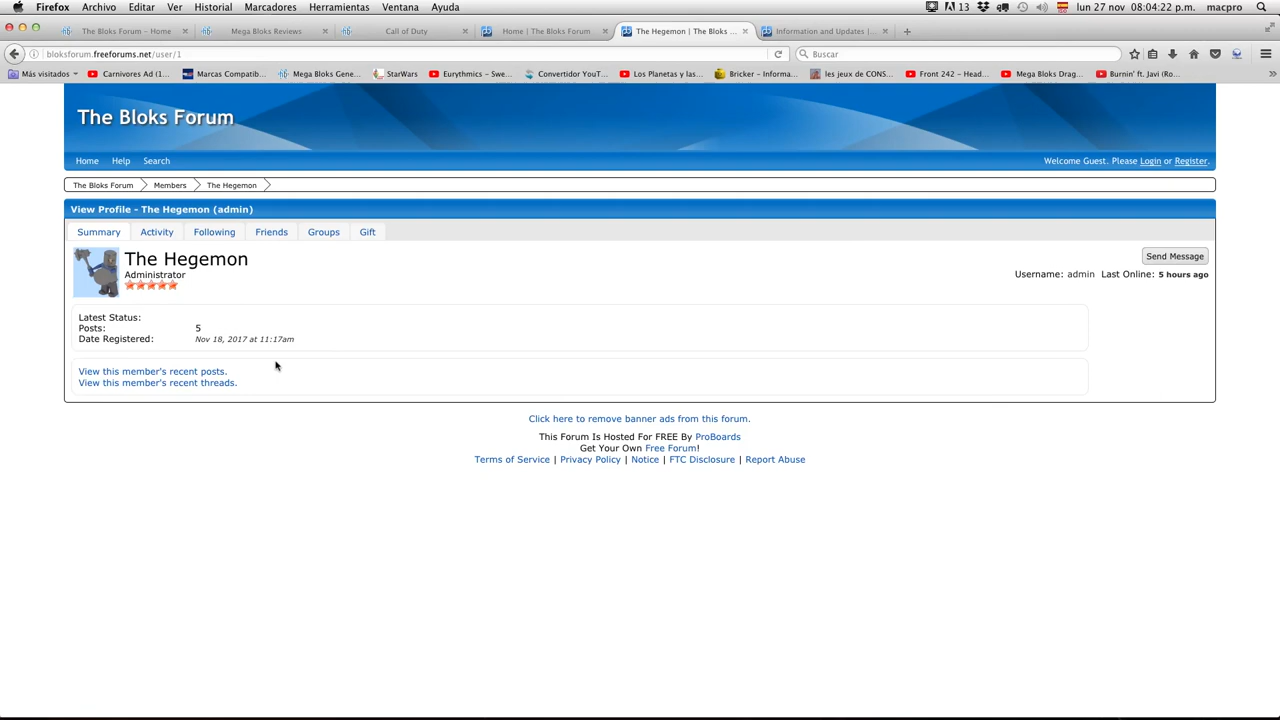 Firefox Archivo Editar Ver Historial Marcadores Herramientas Ventana Ayuda 13 lun 27 nov 08:04:22 p.m. macpro
The Bloks Forum – Home Mega Bloks Reviews Call of Duty Home | The Bloks Forum The Hegemon | The Bloks ... Information and Updates |...
bloksforum.freeforums.net/user/1 Buscar
Más visitados Carnivores Ad (1... Marcas Compatib... Mega Bloks Gene... StarWars Eurythmics – Swe... Convertidor YouT... Los Planetas y las... Bricker – Informa... les jeux de CONS... Front 242 – Head... Mega Bloks Drag... Burnin' ft. Javi (Ro...
The Bloks Forum
Home Help Search Welcome Guest. Please Login or Register.
The Bloks Forum Members The Hegemon
View Profile - The Hegemon (admin)
Summary Activity Following Friends Groups Gift
The Hegemon Send Message
Administrator Username: admin Last Online: 5 hours ago
Latest Status:
Posts: 5
Date Registered: Nov 18, 2017 at 11:17am
View this member's recent posts.
View this member's recent threads.
Click here to remove banner ads from this forum.
This Forum Is Hosted For FREE By ProBoards
Get Your Own Free Forum!
Terms of Service | Privacy Policy | Notice | FTC Disclosure | Report Abuse